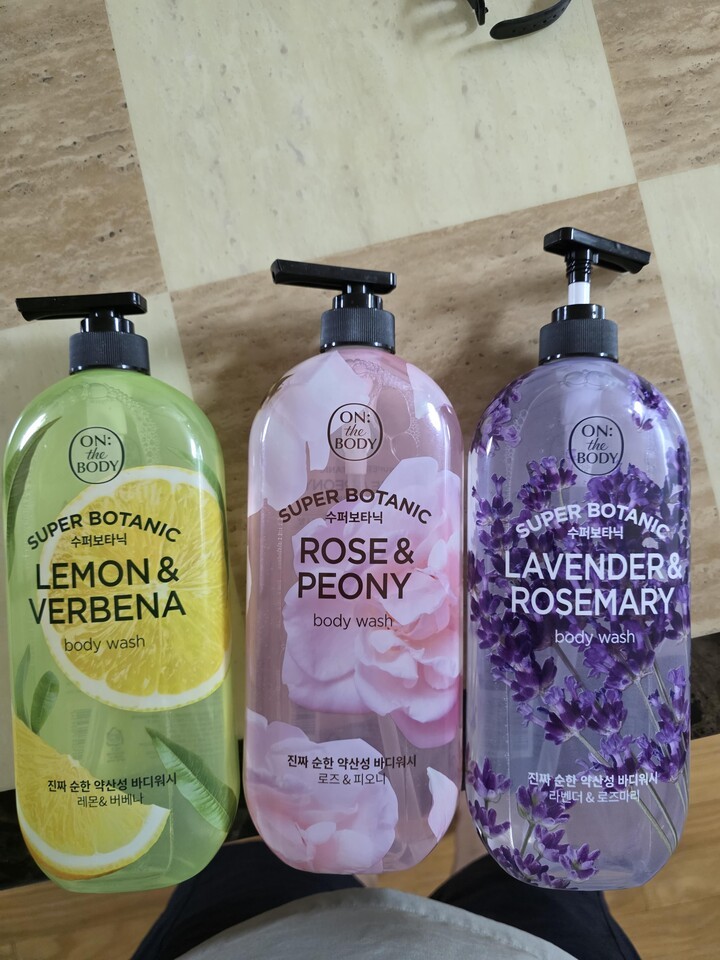 ON:
the
BODY
SUPER BOTANIC
수퍼보타닉
LEMON &
VERBENA
body wash
진짜 순한 약산성 바디워시
레몬 & 버베나
ON:
the
BODY
SUPER BOTANIC
수퍼보타닉
ROSE &
PEONY
body wash
진짜 순한 약산성 바디워시
로즈 & 피오니
ON:
the
BODY
SUPER BOTANIC
수퍼보타닉
LAVENDER &
ROSEMARY
body wash
진짜 순한 약산성 바디워시
라벤더 & 로즈마리